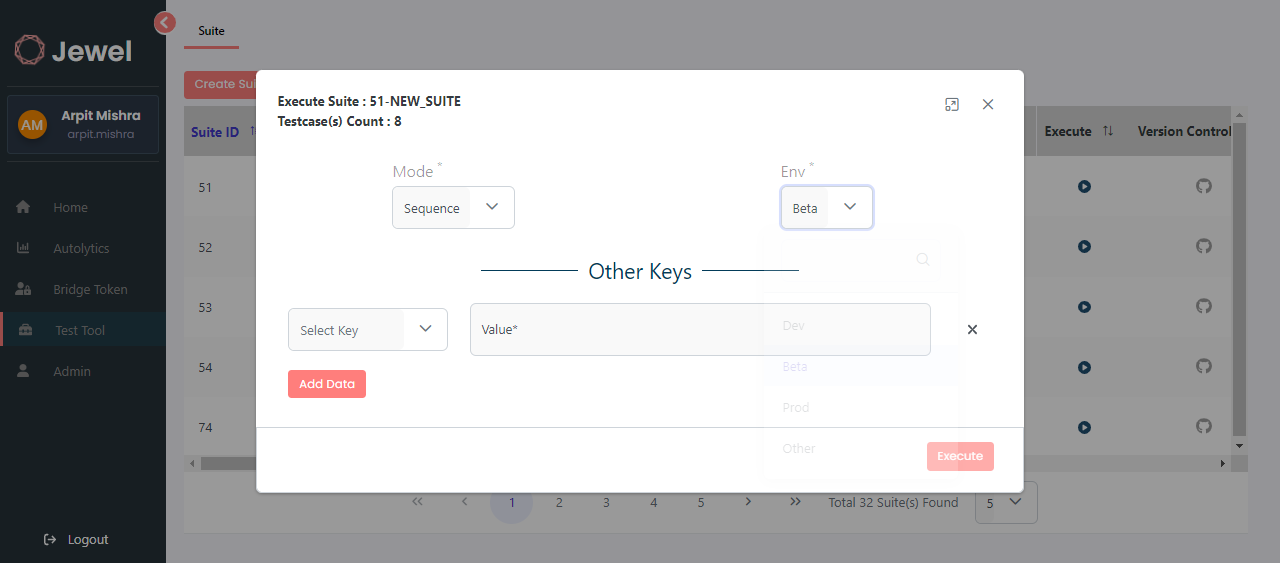 Jewel
AM
Arpit Mishra
arpit.mishra
Home
Autolytics
Bridge Token
Test Tool
Admin
Logout
Suite
Create Sui
Suite ID
Execute
Version Control
51
52
53
54
74
Execute Suite : 51-NEW_SUITE
Testcase(s) Count : 8
Mode *
Env *
Sequence
Beta
Other Keys
Select Key
Value*
Add Data
Dev
Beta
Prod
Other
Execute
1 2 3 4 5
Total 32 Suite(s) Found
5